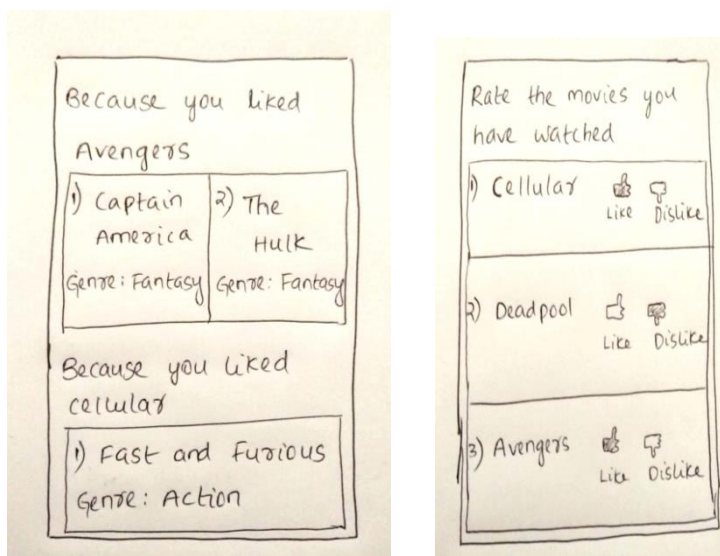 Because you liked
Avengers
1) Captain
America
Genre: Fantasy
2) The
Hulk
Genre: Fantasy
Because you liked
cellular
1) Fast and Furious
Genre: Action
Rate the movies you
have watched
1) Cellular
Like Dislike
2) Deadpool
Like Dislike
3) Avengers
Like Dislike